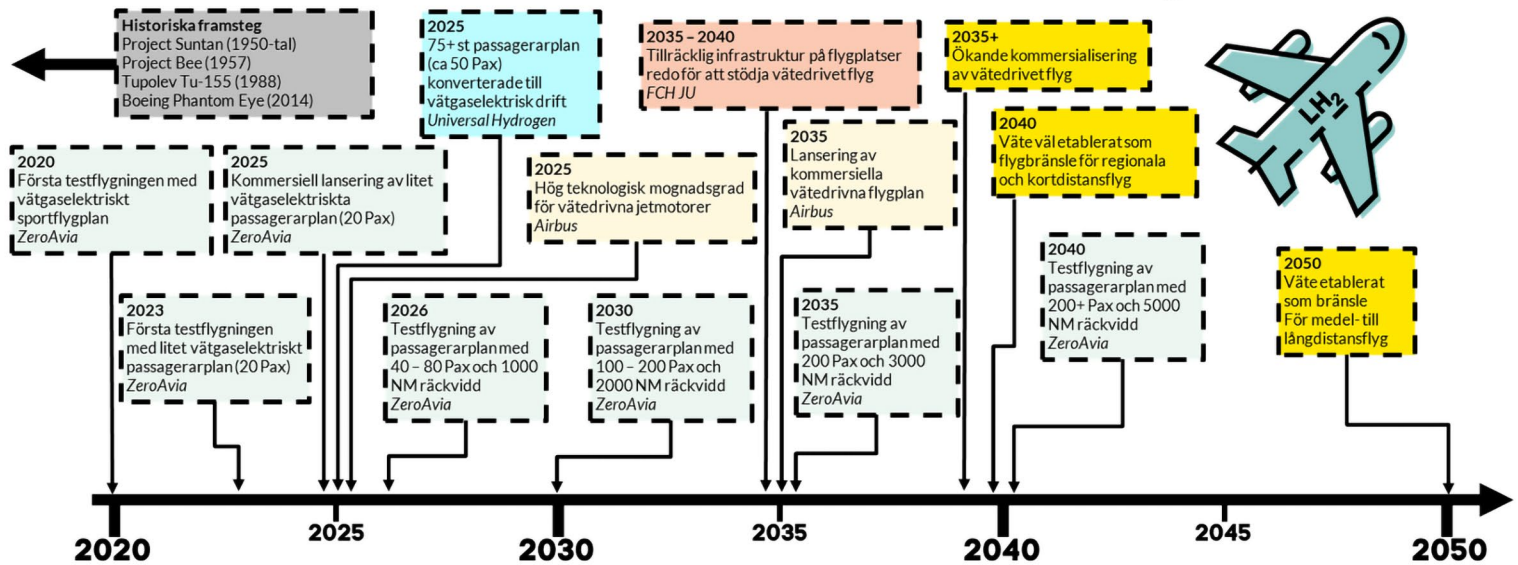 Historiska framsteg
Project Suntan (1950-tal)
Project Bee (1957)
Tupolev Tu-155 (1988)
Boeing Phantom Eye (2014)
2025
75+ st passagerarplan
(ca 50 Pax)
konverterade till
vätgaselektrisk drift
Universal Hydrogen
2035 – 2040
Tillräcklig infrastruktur på flygplatser
redo för att stödja vätedrivet flyg
FCH JU
2035+
Ökande kommersialisering
av vätedrivet flyg
LH2
2020
Första testflygningen med
vätgaselektriskt
sportflygplan
ZeroAvia
2025
Kommersiell lansering av litet
vätgaselektriskta
passagerarplan (20 Pax)
ZeroAvia
2025
Hög teknologisk mognadsgrad
för vätedrivna jetmotorer
Airbus
2035
Lansering av
kommersiella
vätedrivna flygplan
Airbus
2040
Väte väl etablerat som
flygbränsle för regionala
och kortdistansflyg
2023
Första testflygningen
med litet vätgaselektriskt
passagerarplan (20 Pax)
ZeroAvia
2026
Testflygning av
passagerarplan med
40 – 80 Pax och 1000
NM räckvidd
ZeroAvia
2030
Testflygning av
passagerarplan med
100 – 200 Pax och
2000 NM räckvidd
ZeroAvia
2035
Testflygning av
passagerarplan med
200 Pax och 3000
NM räckvidd
ZeroAvia
2040
Testflygning av
passagerarplan med
200+ Pax och 5000
NM räckvidd
ZeroAvia
2050
Väte etablerat
som bränsle
För medel- till
långdistansflyg
2020
2025
2030
2035
2040
2045
2050